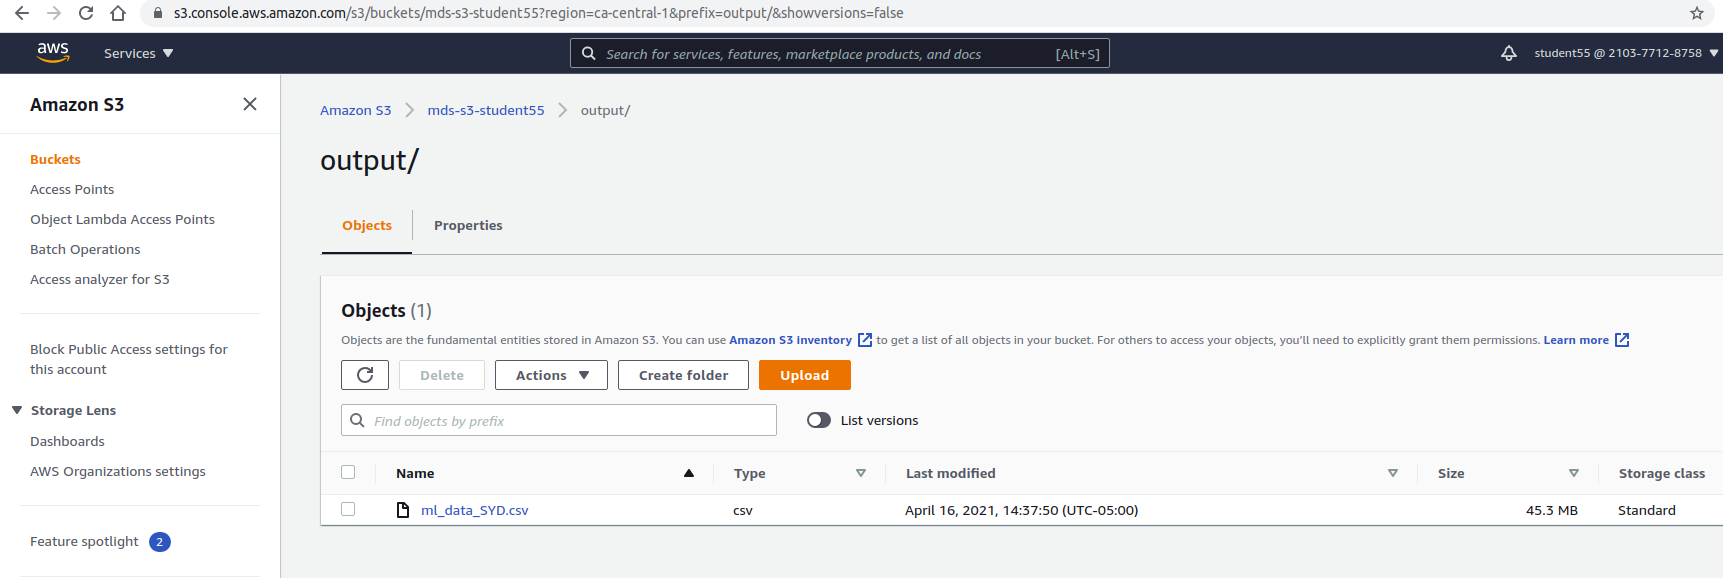 s3.console.aws.amazon.com/s3/buckets/mds-s3-student55?region=ca-central-1&prefix=output/&showversions=false
aws Services Search for services, features, marketplace products, and docs [Alt+S] student55 @ 2103-7712-8758
Amazon S3
Buckets
Access Points
Object Lambda Access Points
Batch Operations
Access analyzer for S3
Block Public Access settings for
this account
Storage Lens
Dashboards
AWS Organizations settings
Feature spotlight 2
Amazon S3 mds-s3-student55 output/
output/
Objects Properties
Objects (1)
Objects are the fundamental entities stored in Amazon S3. You can use Amazon S3 inventory to get a list of all objects in your bucket. For others to access your objects, you'll need to explicitly grant them permissions. Learn more
Delete Actions Create folder Upload
Find objects by prefix List versions
Name Type Last modified Size Storage class
ml_data_SYD.csv csv April 16, 2021, 14:37:50 (UTC-05:00) 45.3 MB Standard